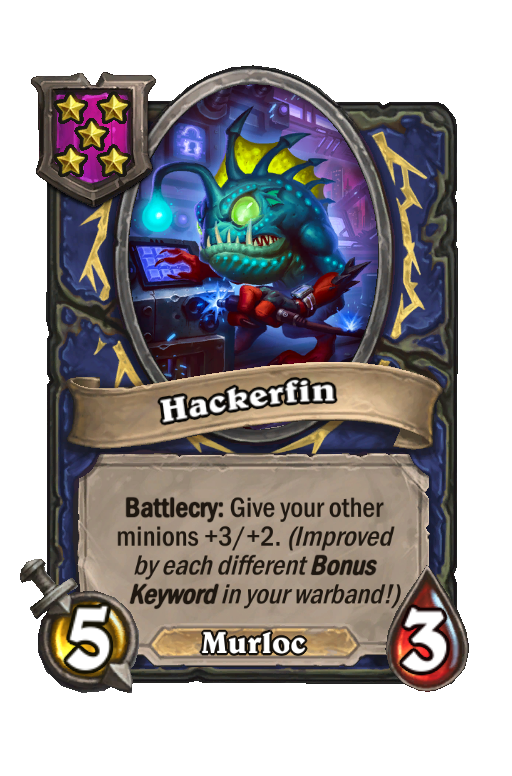 Hackerfin
Battlecry: Give your other
minions +3/+2. (Improved
by each different Bonus
Keyword in your warband!)
5
Murloc
3